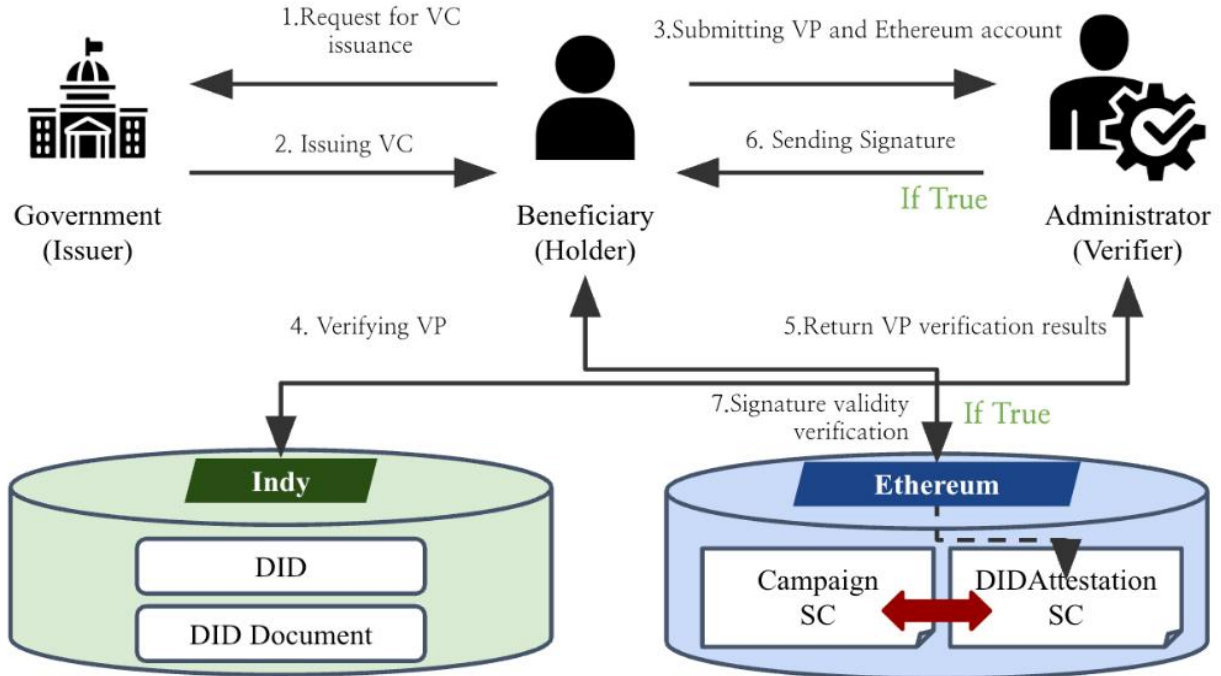 1.Request for VC
issuance
3.Submitting VP and Ethereum account
2. Issuing VC
6. Sending Signature
If True
Government
(Issuer)
Beneficiary
(Holder)
Administrator
(Verifier)
4. Verifying VP
5.Return VP verification results
7.Signature validity
verification
If True
Indy
Ethereum
DID
DID Document
Campaign
SC
DIDAttestation
SC